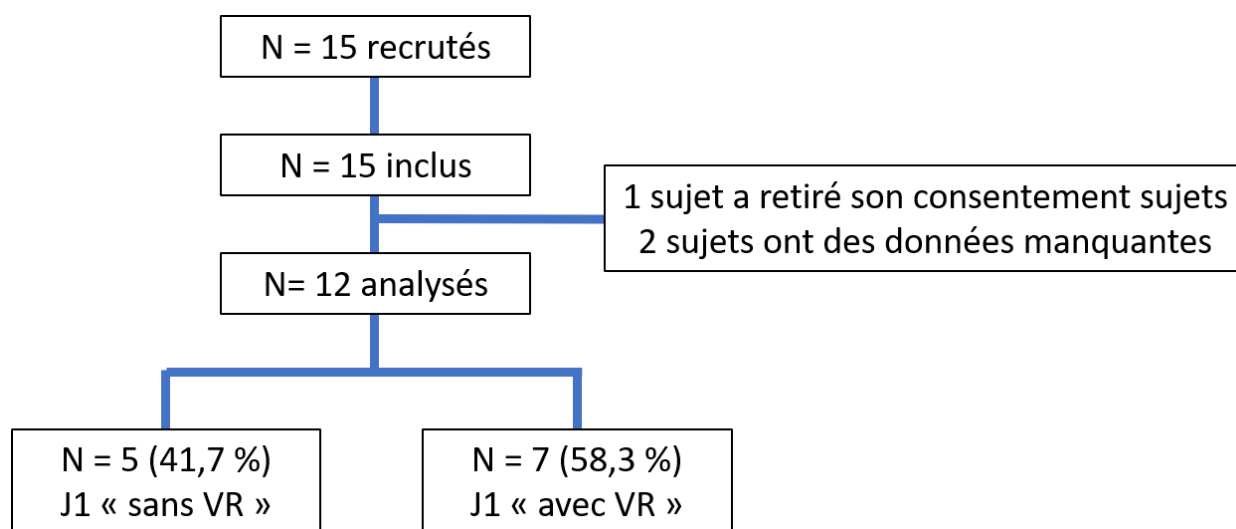 N = 15 recrutés
N = 15 inclus
1 sujet a retiré son consentement sujets
2 sujets ont des données manquantes
N= 12 analysés
N = 5 (41,7 %)
J1 « sans VR »
N = 7 (58,3 %)
J1 « avec VR »